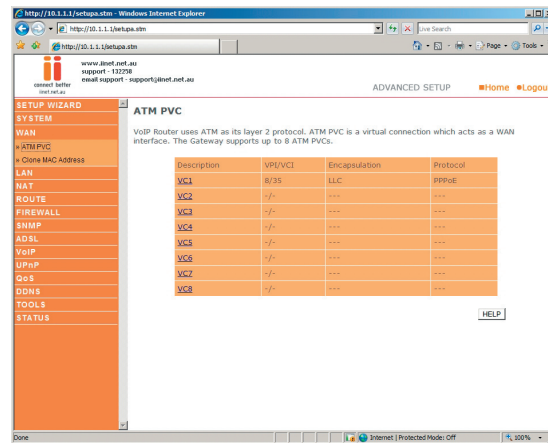 http://10.1.1.1/setupa.stm - Windows Internet Explorer
http://10.1.1.1/setupa.stm
Live Search
http://10.1.1.1/setupa.stm
Page
Tools
www.iinet.net.au
support - 132258
email support - support@iinet.net.au
connect better
iinet.net.au
ADVANCED SETUP
Home
Logou
SETUP WIZARD
SYSTEM
WAN
» ATM PVC
» Clone MAC Address
LAN
NAT
ROUTE
FIREWALL
SNMP
ADSL
VoIP
UPnP
QoS
DDNS
TOOLS
STATUS
ATM PVC
VoIP Router uses ATM as its layer 2 protocol. ATM PVC is a virtual connection which acts as a WAN
interface. The Gateway supports up to 8 ATM PVCs.
Description VPI/VCI Encapsulation Protocol
VC1 8/35 LLC PPPoE
VC2 -/- --- ---
VC3 -/- --- ---
VC4 -/- --- ---
VC5 -/- --- ---
VC6 -/- --- ---
VC7 -/- --- ---
VC8 -/- --- ---
HELP
Done
Internet | Protected Mode: Off
100%